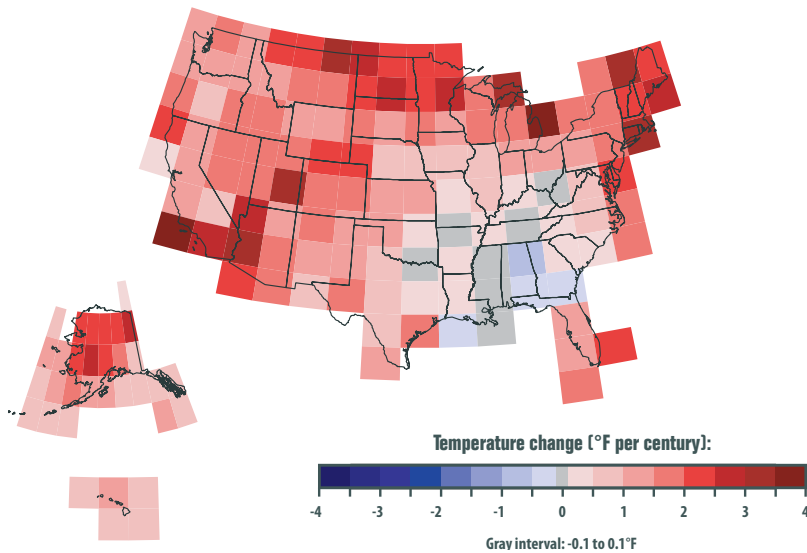 Temperature change (°F per century):
-4 -3 -2 -1 0 1 2 3 4
Gray interval: -0.1 to 0.1°F